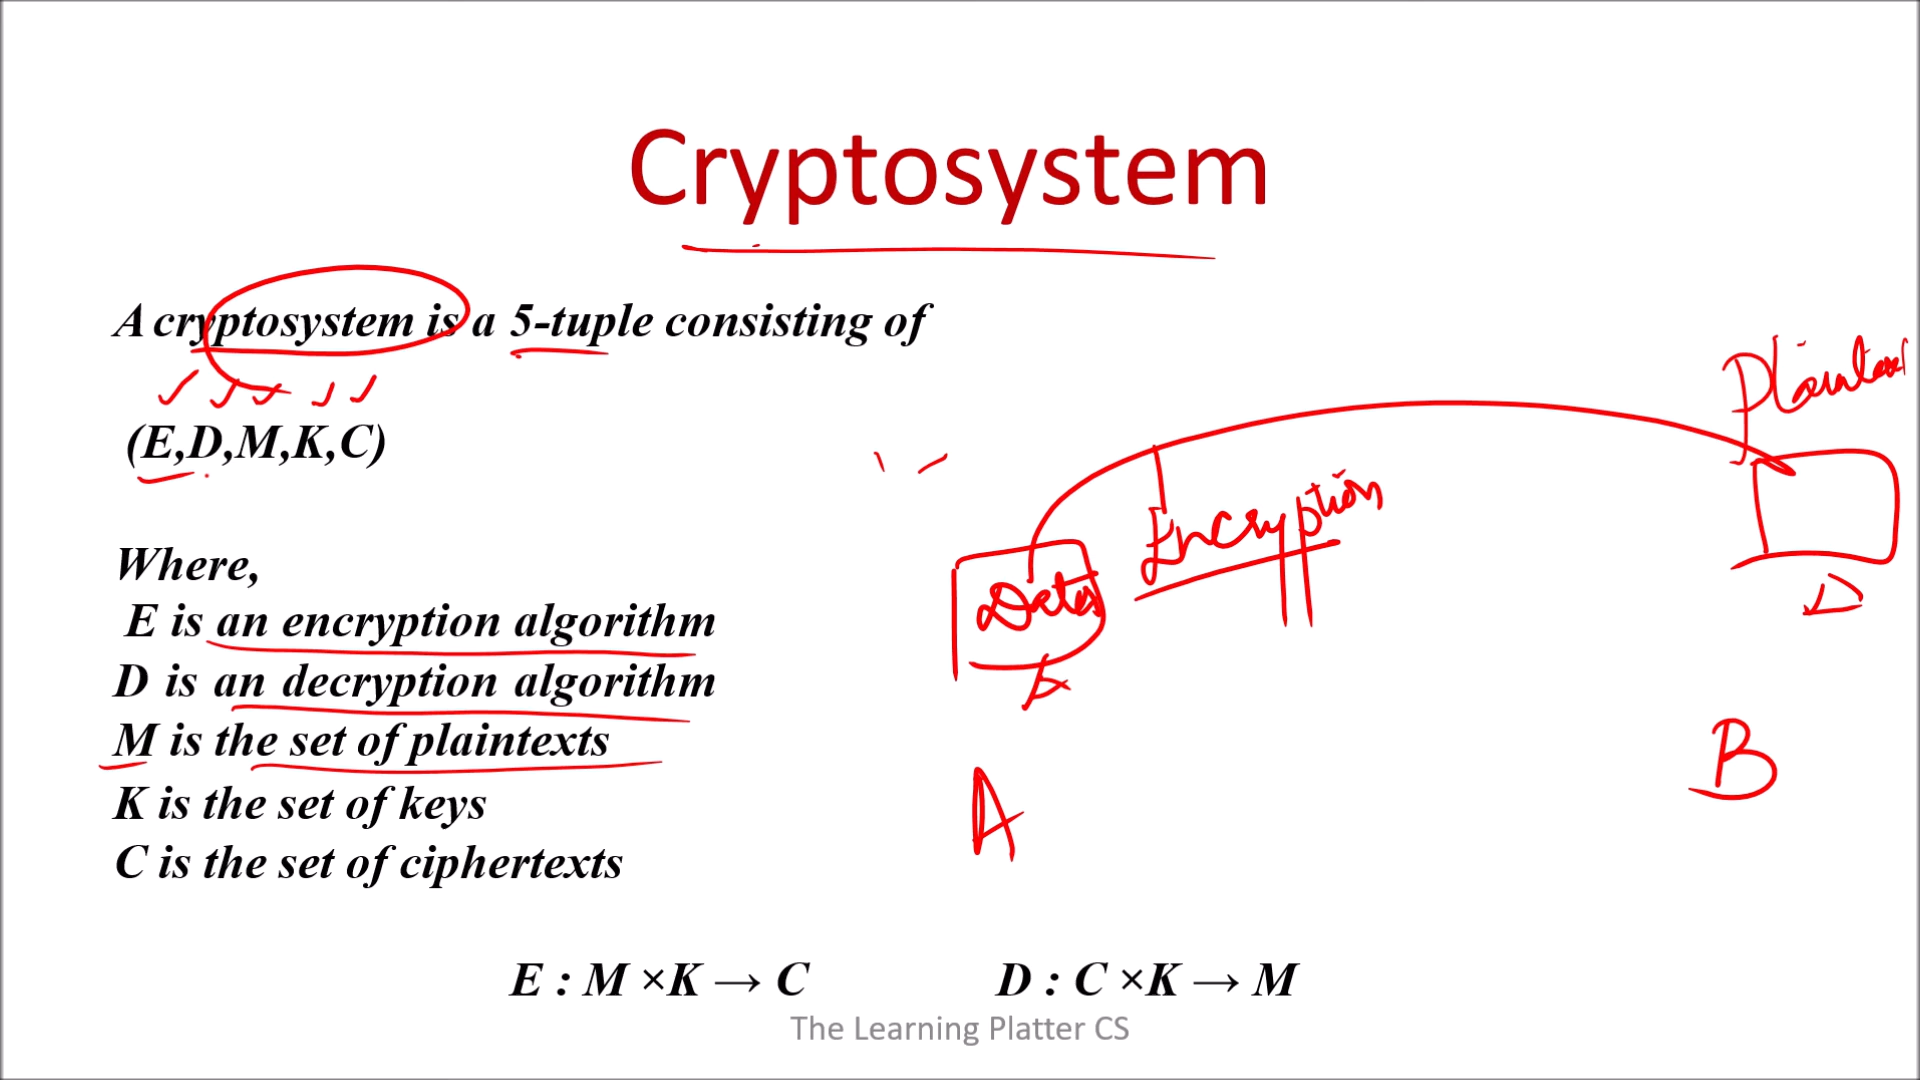 Cryptosystem
A cryptosystem is a 5-tuple consisting of
(E,D,M,K,C)
Where,
E is an encryption algorithm
D is an decryption algorithm
M is the set of plaintexts
K is the set of keys
C is the set of ciphertexts
Plaintext
Encryption
Data
D
A
B
E : M ×K → C
D : C ×K → M
The Learning Platter CS